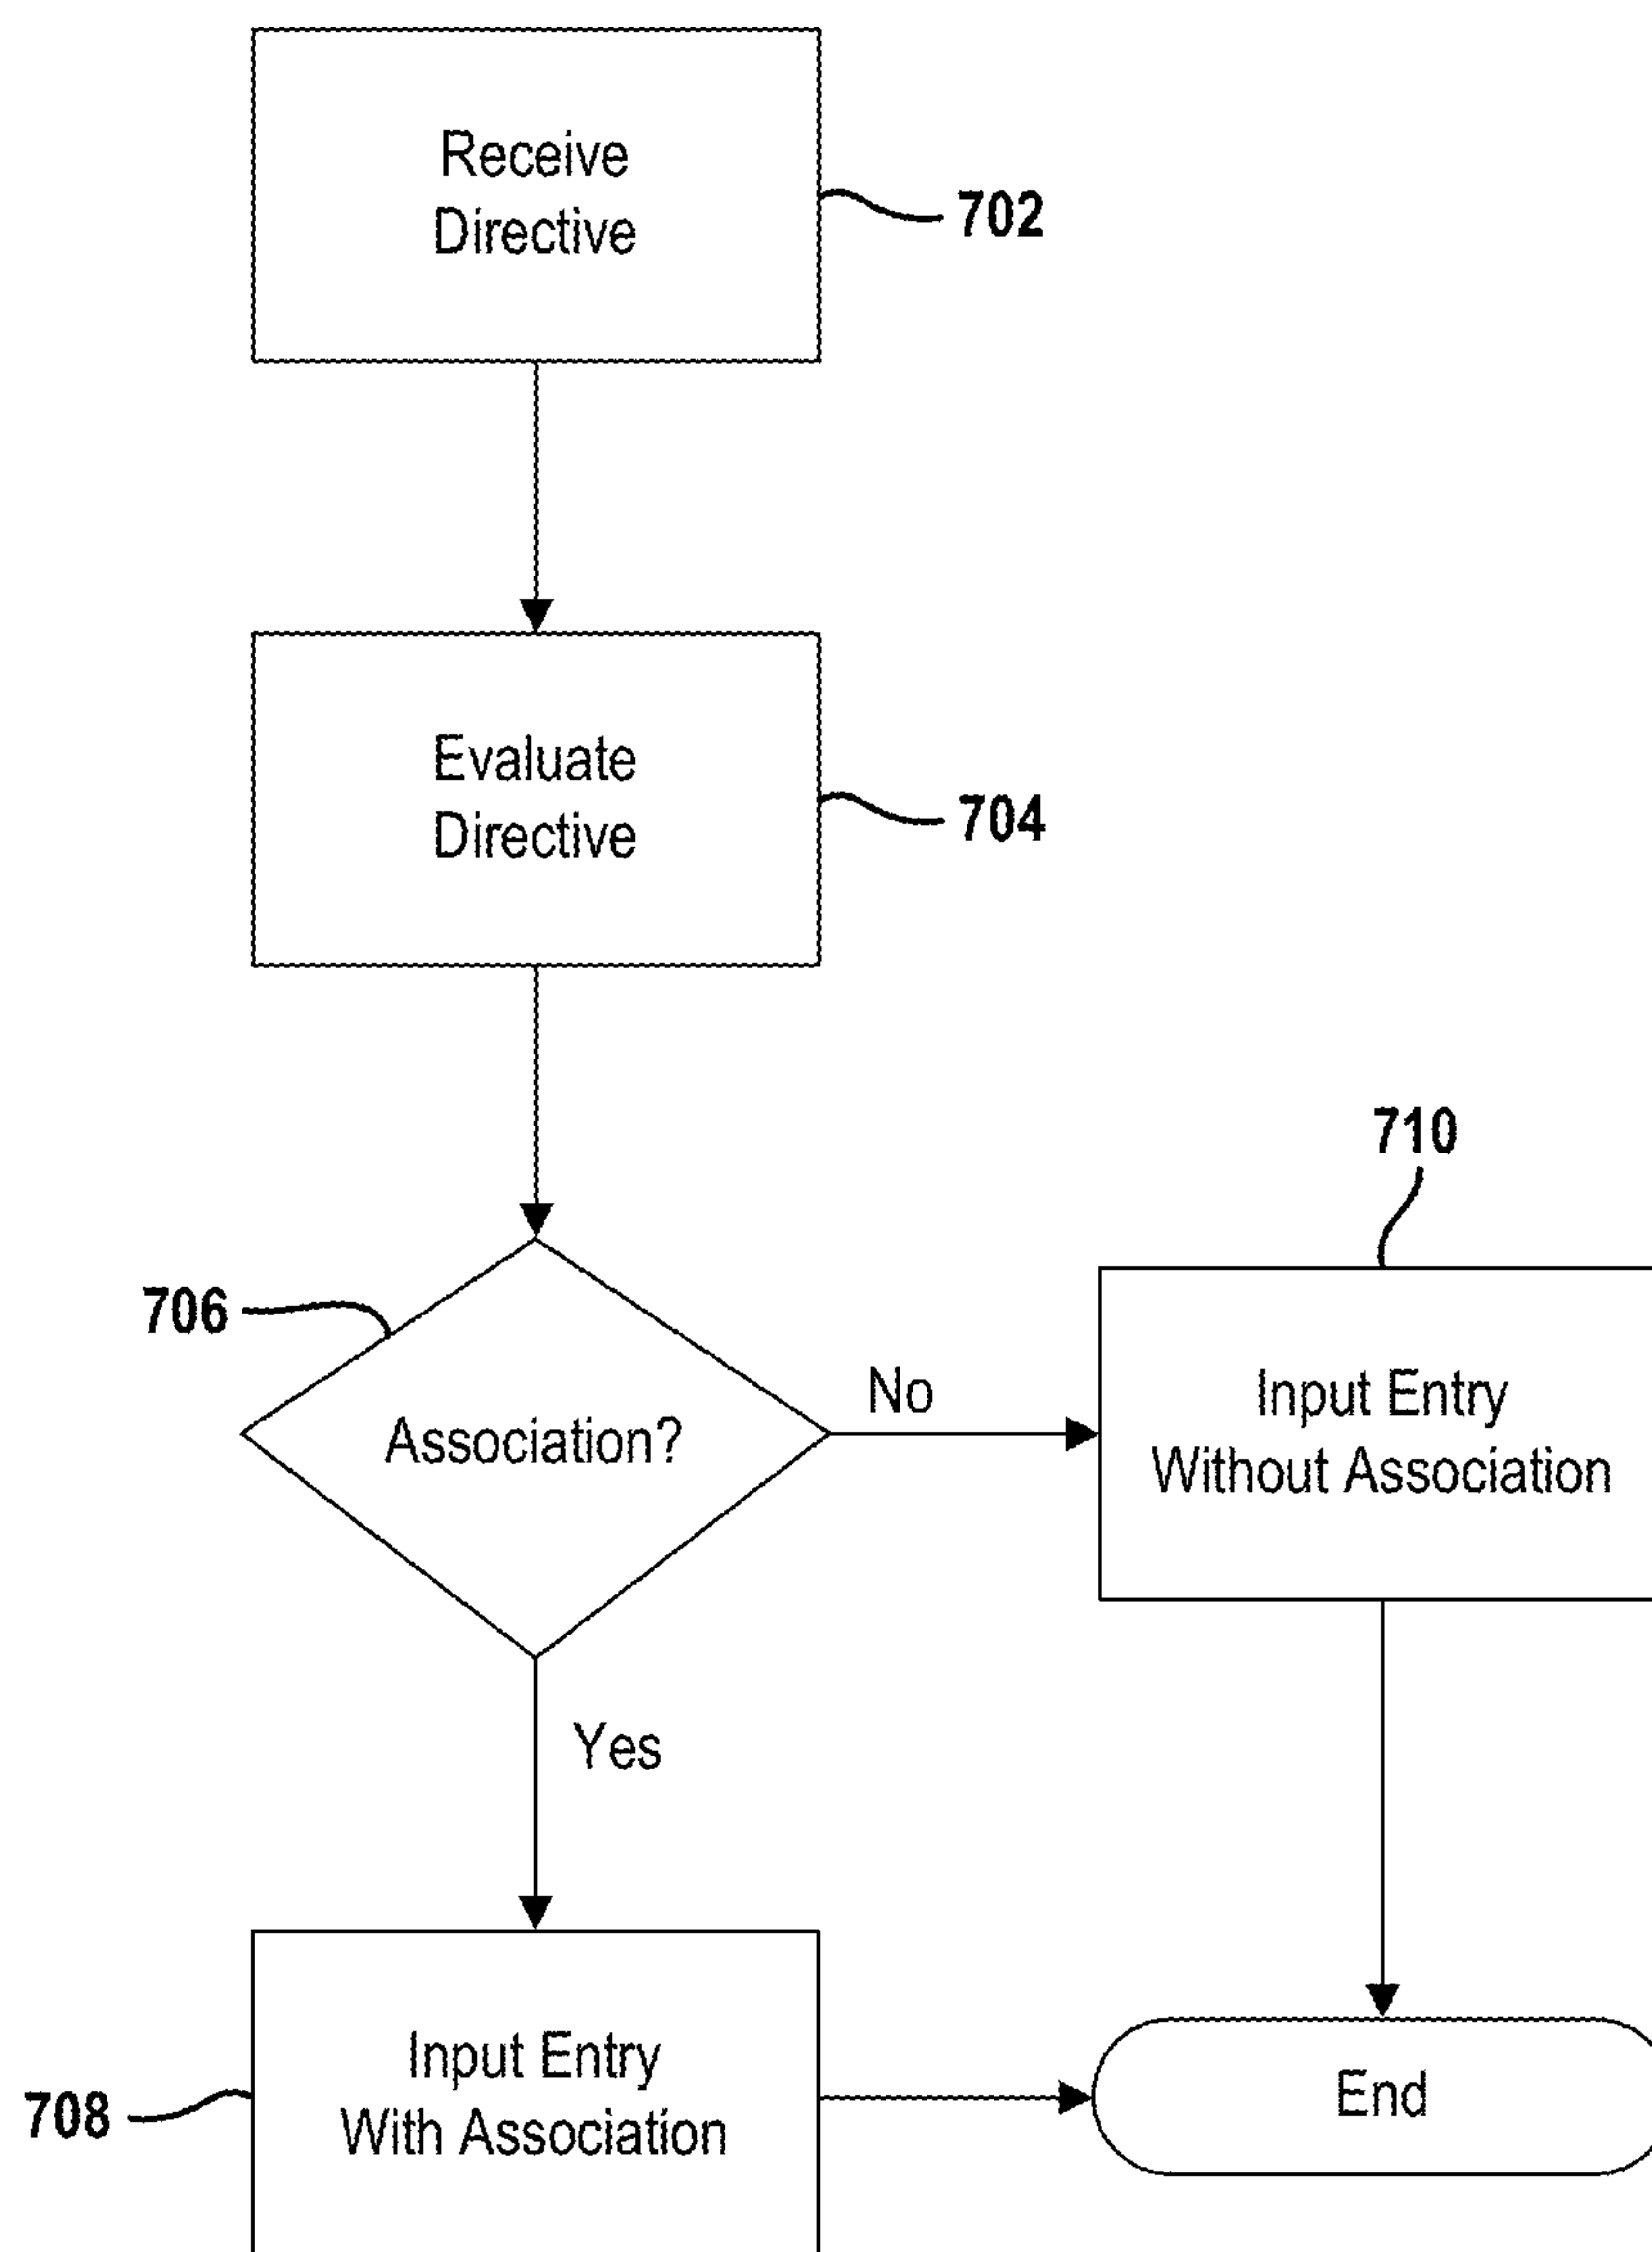 Receive
Directive
702
Evaluate
Directive
704
710
706
Association?
No
Input Entry
Without Association
Yes
Input Entry
With Association
708
End